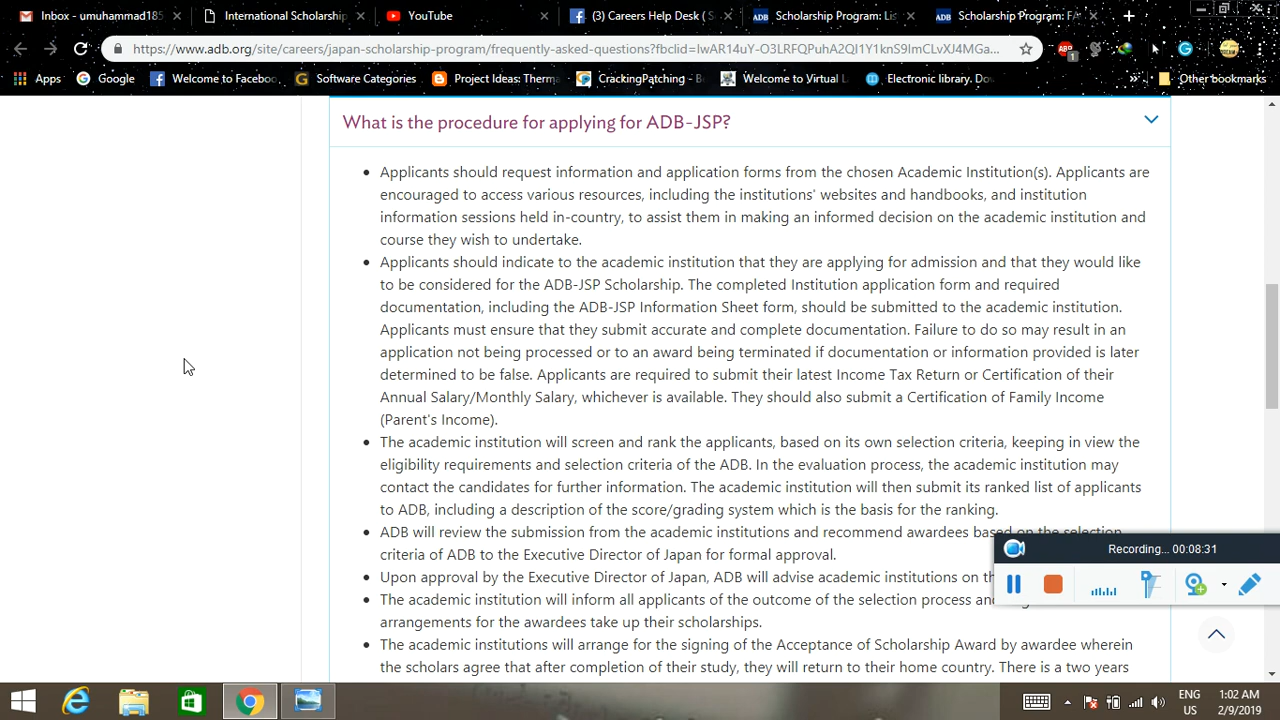 Inbox - umuhammad185
International Scholarship
YouTube
(3) Careers Help Desk (
Scholarship Program: Lis
Scholarship Program: FA
https://www.adb.org/site/careers/japan-scholarship-program/frequently-asked-questions?fbclid=IwAR14uY-O3LRFQPuhA2QI1Y1knS9ImCLvXJ4MGa...
Apps
Google
Welcome to Faceboo
Software Categories
Project Ideas: Therma
CrackingPatching - B
Welcome to Virtual L
Electronic library. Do
Other bookmarks
What is the procedure for applying for ADB-JSP?
Applicants should request information and application forms from the chosen Academic Institution(s). Applicants are
encouraged to access various resources, including the institutions' websites and handbooks, and institution
information sessions held in-country, to assist them in making an informed decision on the academic institution and
course they wish to undertake.
Applicants should indicate to the academic institution that they are applying for admission and that they would like
to be considered for the ADB-JSP Scholarship. The completed Institution application form and required
documentation, including the ADB-JSP Information Sheet form, should be submitted to the academic institution.
Applicants must ensure that they submit accurate and complete documentation. Failure to do so may result in an
application not being processed or to an award being terminated if documentation or information provided is later
determined to be false. Applicants are required to submit their latest Income Tax Return or Certification of their
Annual Salary/Monthly Salary, whichever is available. They should also submit a Certification of Family Income
(Parent's Income).
The academic institution will screen and rank the applicants, based on its own selection criteria, keeping in view the
eligibility requirements and selection criteria of the ADB. In the evaluation process, the academic institution may
contact the candidates for further information. The academic institution will then submit its ranked list of applicants
to ADB, including a description of the score/grading system which is the basis for the ranking.
ADB will review the submission from the academic institutions and recommend awardees based on the selection
criteria of ADB to the Executive Director of Japan for formal approval.
Upon approval by the Executive Director of Japan, ADB will advise academic institutions on th
The academic institution will inform all applicants of the outcome of the selection process an
arrangements for the awardees take up their scholarships.
The academic institutions will arrange for the signing of the Acceptance of Scholarship Award by awardee wherein
the scholars agree that after completion of their study, they will return to their home country. There is a two years
Recording... 00:08:31
ENG
US
1:02 AM
2/9/2019